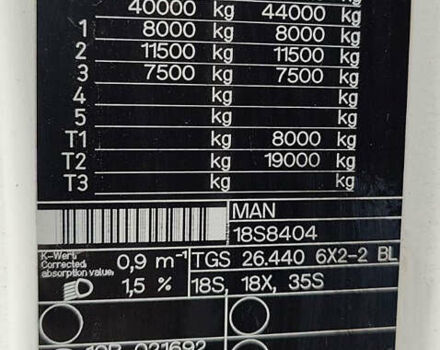 40000 kg 44000 kg
1 8000 kg 8000 kg
2 11500 kg 11500 kg
3 7500 kg 7500 kg
4 kg kg
5 kg kg
T1 kg 8000 kg
T2 kg 19000 kg
T3 kg kg
MAN
18S8404
K-Wert
Corrected
absorption value:
0,9 m⁻¹
TGS 26.440 6X2-2 BL
1,5 %
18S, 18X, 35S
021692